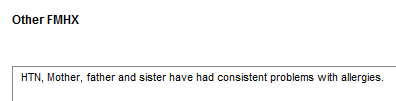 Other FMHX
HTN, Mother, father and sister have had consistent problems with allergies.